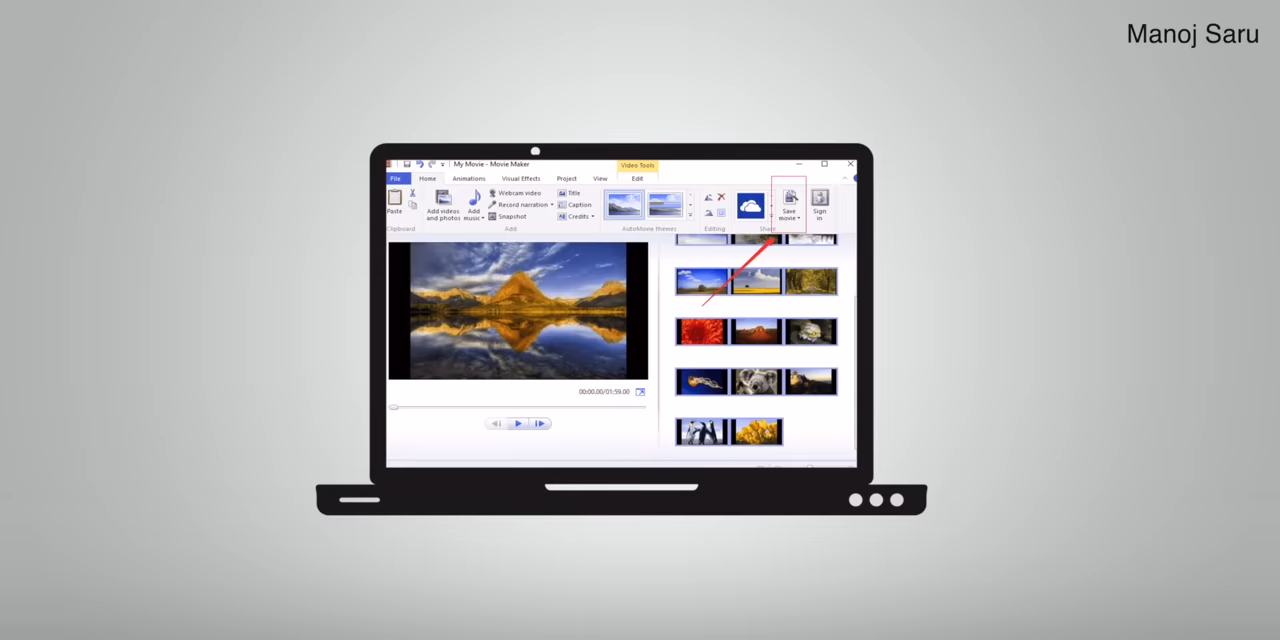 Manoj Saru
My Movie - Movie Maker
Video Tools
File Home Animations Visual Effects Project View Edit
Paste
Add videos and photos
Add music
Webcam video
Record narration
Snapshot
Title
Caption
Credits
Save movie
Sign in
Clipboard
Add
AutoMovie themes
Editing
Share
00:00.00/01:59.00